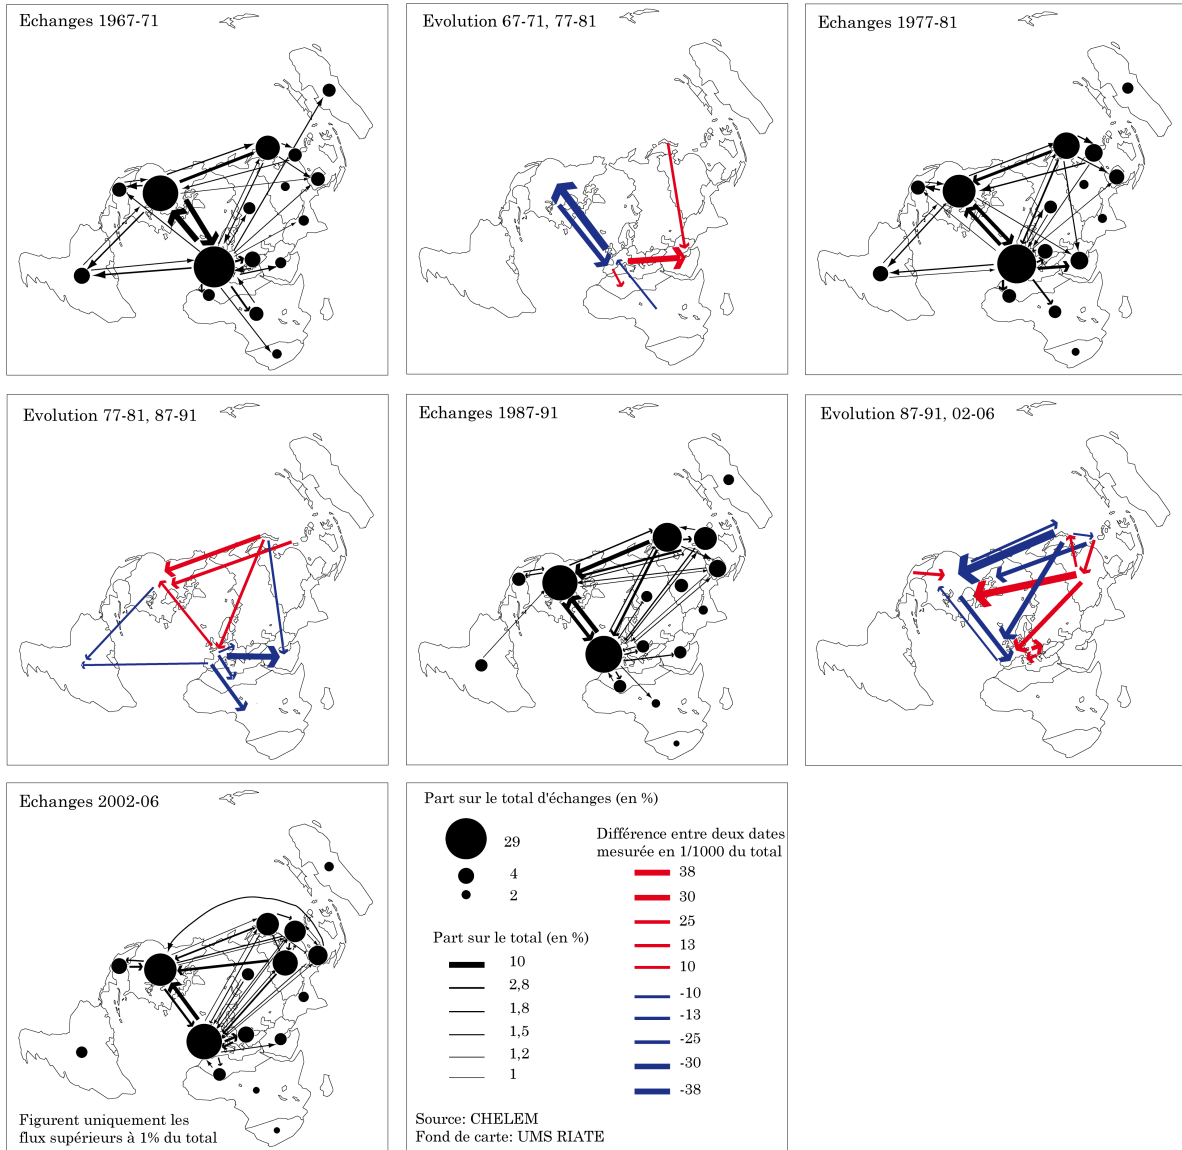 Echanges 1967-71
Evolution 67-71, 77-81
Echanges 1977-81
Evolution 77-81, 87-91
Echanges 1987-91
Evolution 87-91, 02-06
Echanges 2002-06
Figurent uniquement les
flux supérieurs à 1% du total
Part sur le total d'échanges (en %)
29
4
2
Part sur le total (en %)
10
2,8
1,8
1,5
1,2
1
Différence entre deux dates
mesurée en 1/1000 du total
38
30
25
13
10
-10
-13
-25
-30
-38
Source: CHELEM
Fond de carte: UMS RIATE